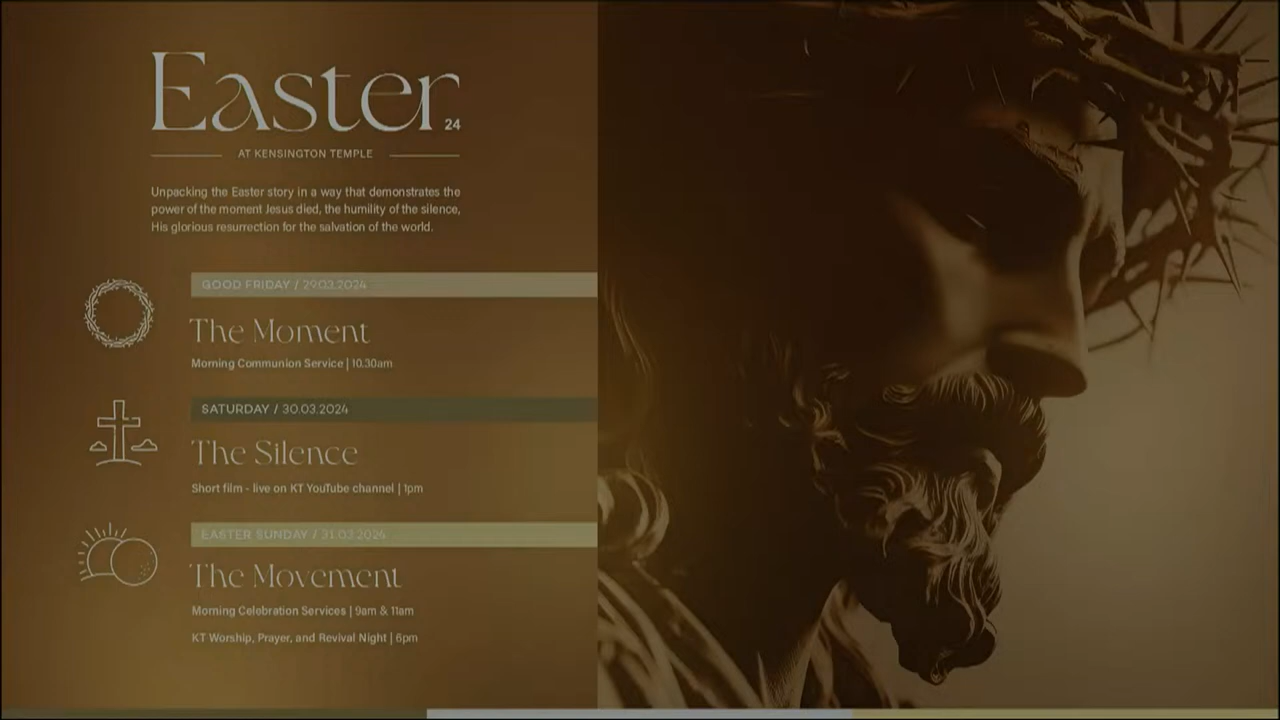 Easter 24
AT KENSINGTON TEMPLE
Unpacking the Easter story in a way that demonstrates the
power of the moment Jesus died, the humility of the silence,
His glorious resurrection for the salvation of the world.
GOOD FRIDAY / 29.03.2024
The Moment
Morning Communion Service | 10.30am
SATURDAY / 30.03.2024
The Silence
Short film - live on KT YouTube channel | 1pm
EASTER SUNDAY / 31.03.2024
The Movement
Morning Celebration Services | 9am & 11am
KT Worship, Prayer, and Revival Night | 6pm